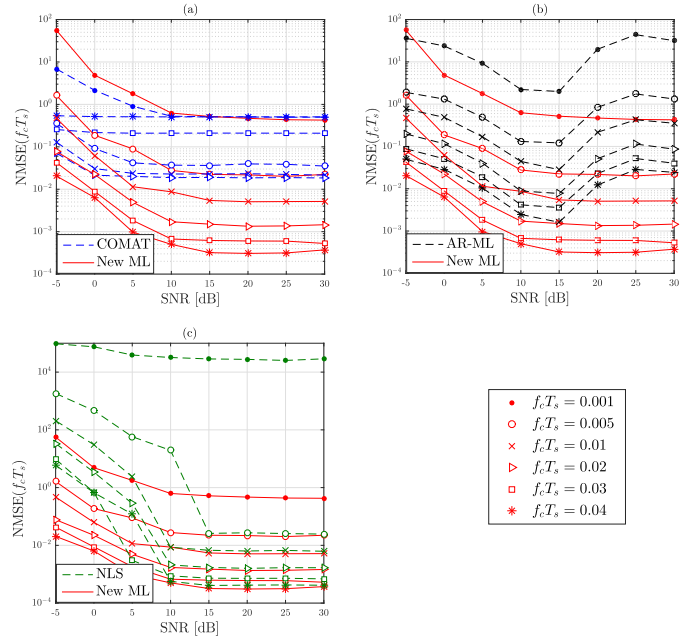 (a)
10^2
10^1
10^0
10^-1
10^-2
10^-3
10^-4
NMSE(f_cT_s)
COMAT
New ML
-5 0 5 10 15 20 25 30
SNR [dB]
(b)
10^2
10^1
10^0
10^-1
10^-2
10^-3
10^-4
NMSE(f_cT_s)
AR-ML
New ML
-5 0 5 10 15 20 25 30
SNR [dB]
(c)
10^4
10^2
10^0
10^-2
10^-4
NMSE(f_cT_s)
NLS
New ML
-5 0 5 10 15 20 25 30
SNR [dB]
f_cT_s = 0.001
f_cT_s = 0.005
f_cT_s = 0.01
f_cT_s = 0.02
f_cT_s = 0.03
f_cT_s = 0.04